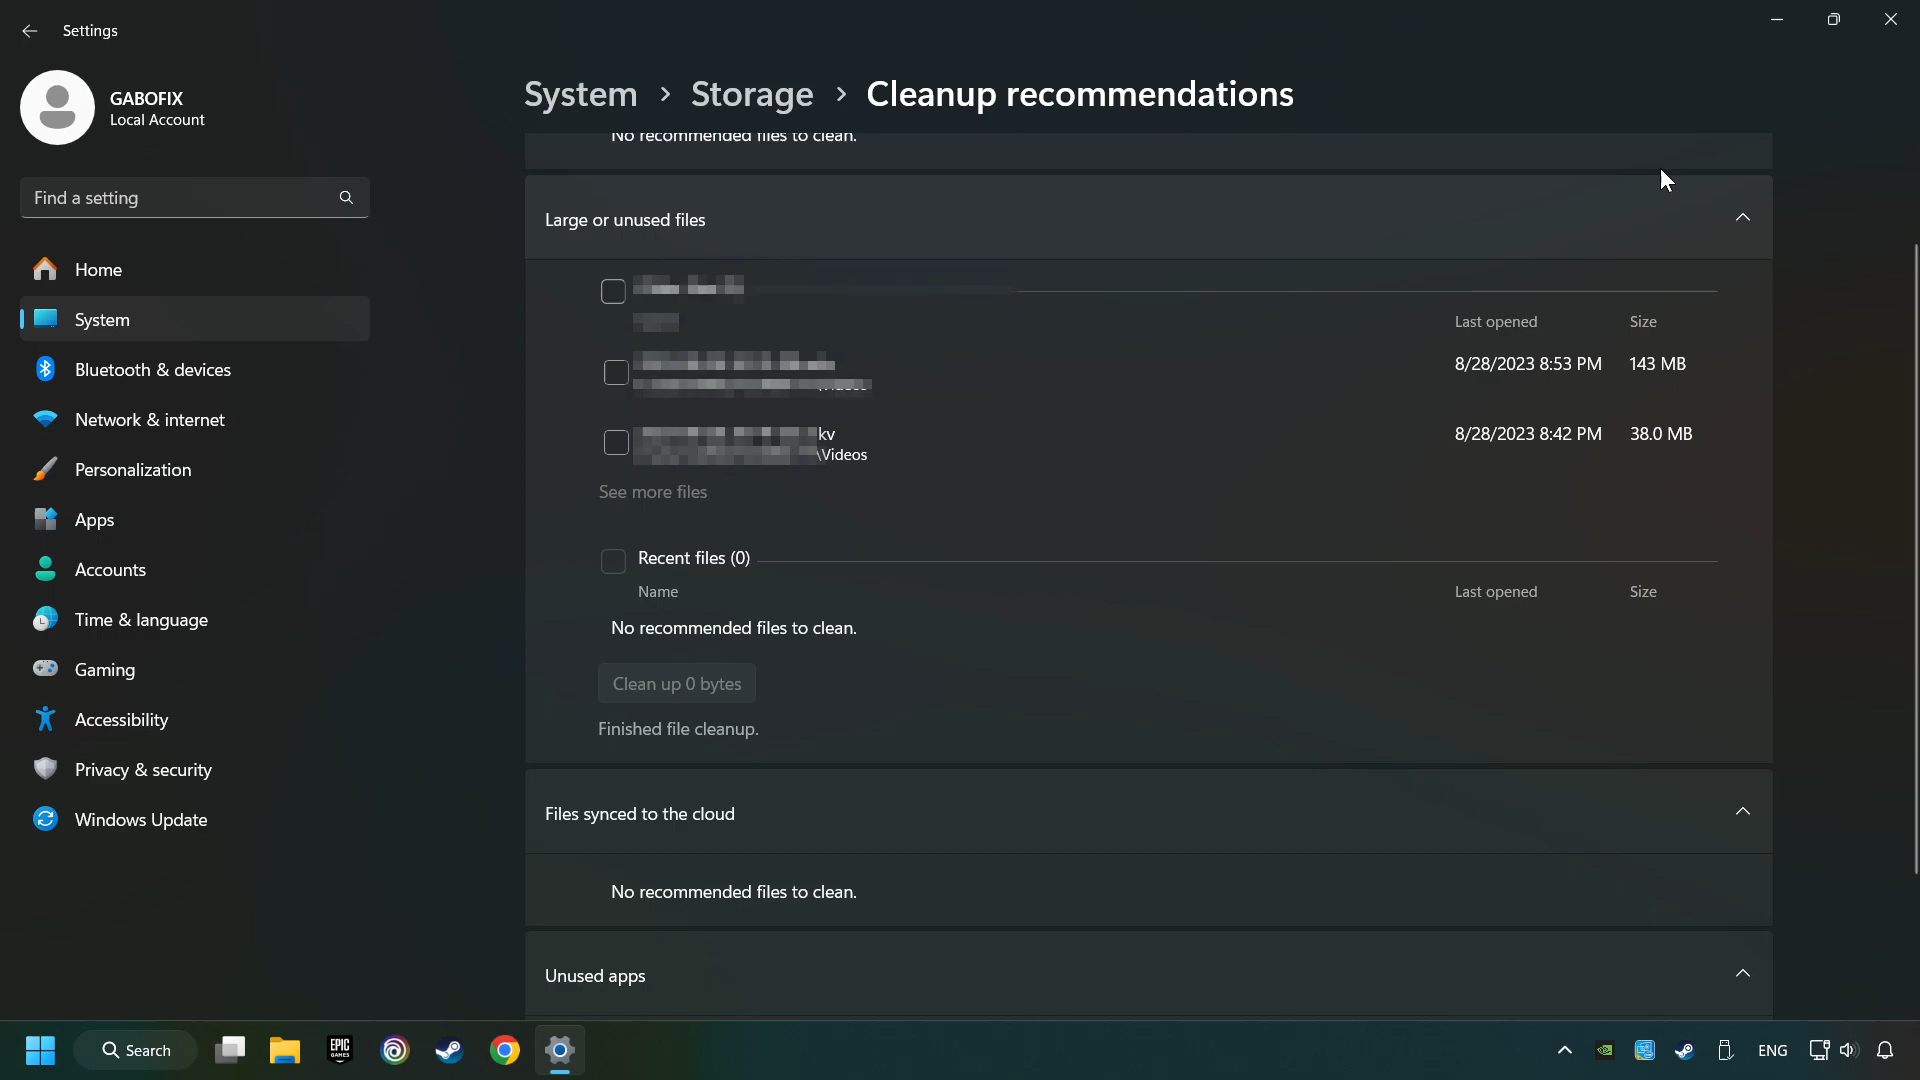 Settings
GABOFIX
Local Account
Find a setting
Home
System
Bluetooth & devices
Network & internet
Personalization
Apps
Accounts
Time & language
Gaming
Accessibility
Privacy & security
Windows Update
System > Storage > Cleanup recommendations
No recommended files to clean.
Large or unused files
Last opened Size
8/28/2023 8:53 PM 143 MB
kv 8/28/2023 8:42 PM 38.0 MB
\Videos
See more files
Recent files (0)
Name Last opened Size
No recommended files to clean.
Clean up 0 bytes
Finished file cleanup.
Files synced to the cloud
No recommended files to clean.
Unused apps
Search
EPIC
GAMES
ENG